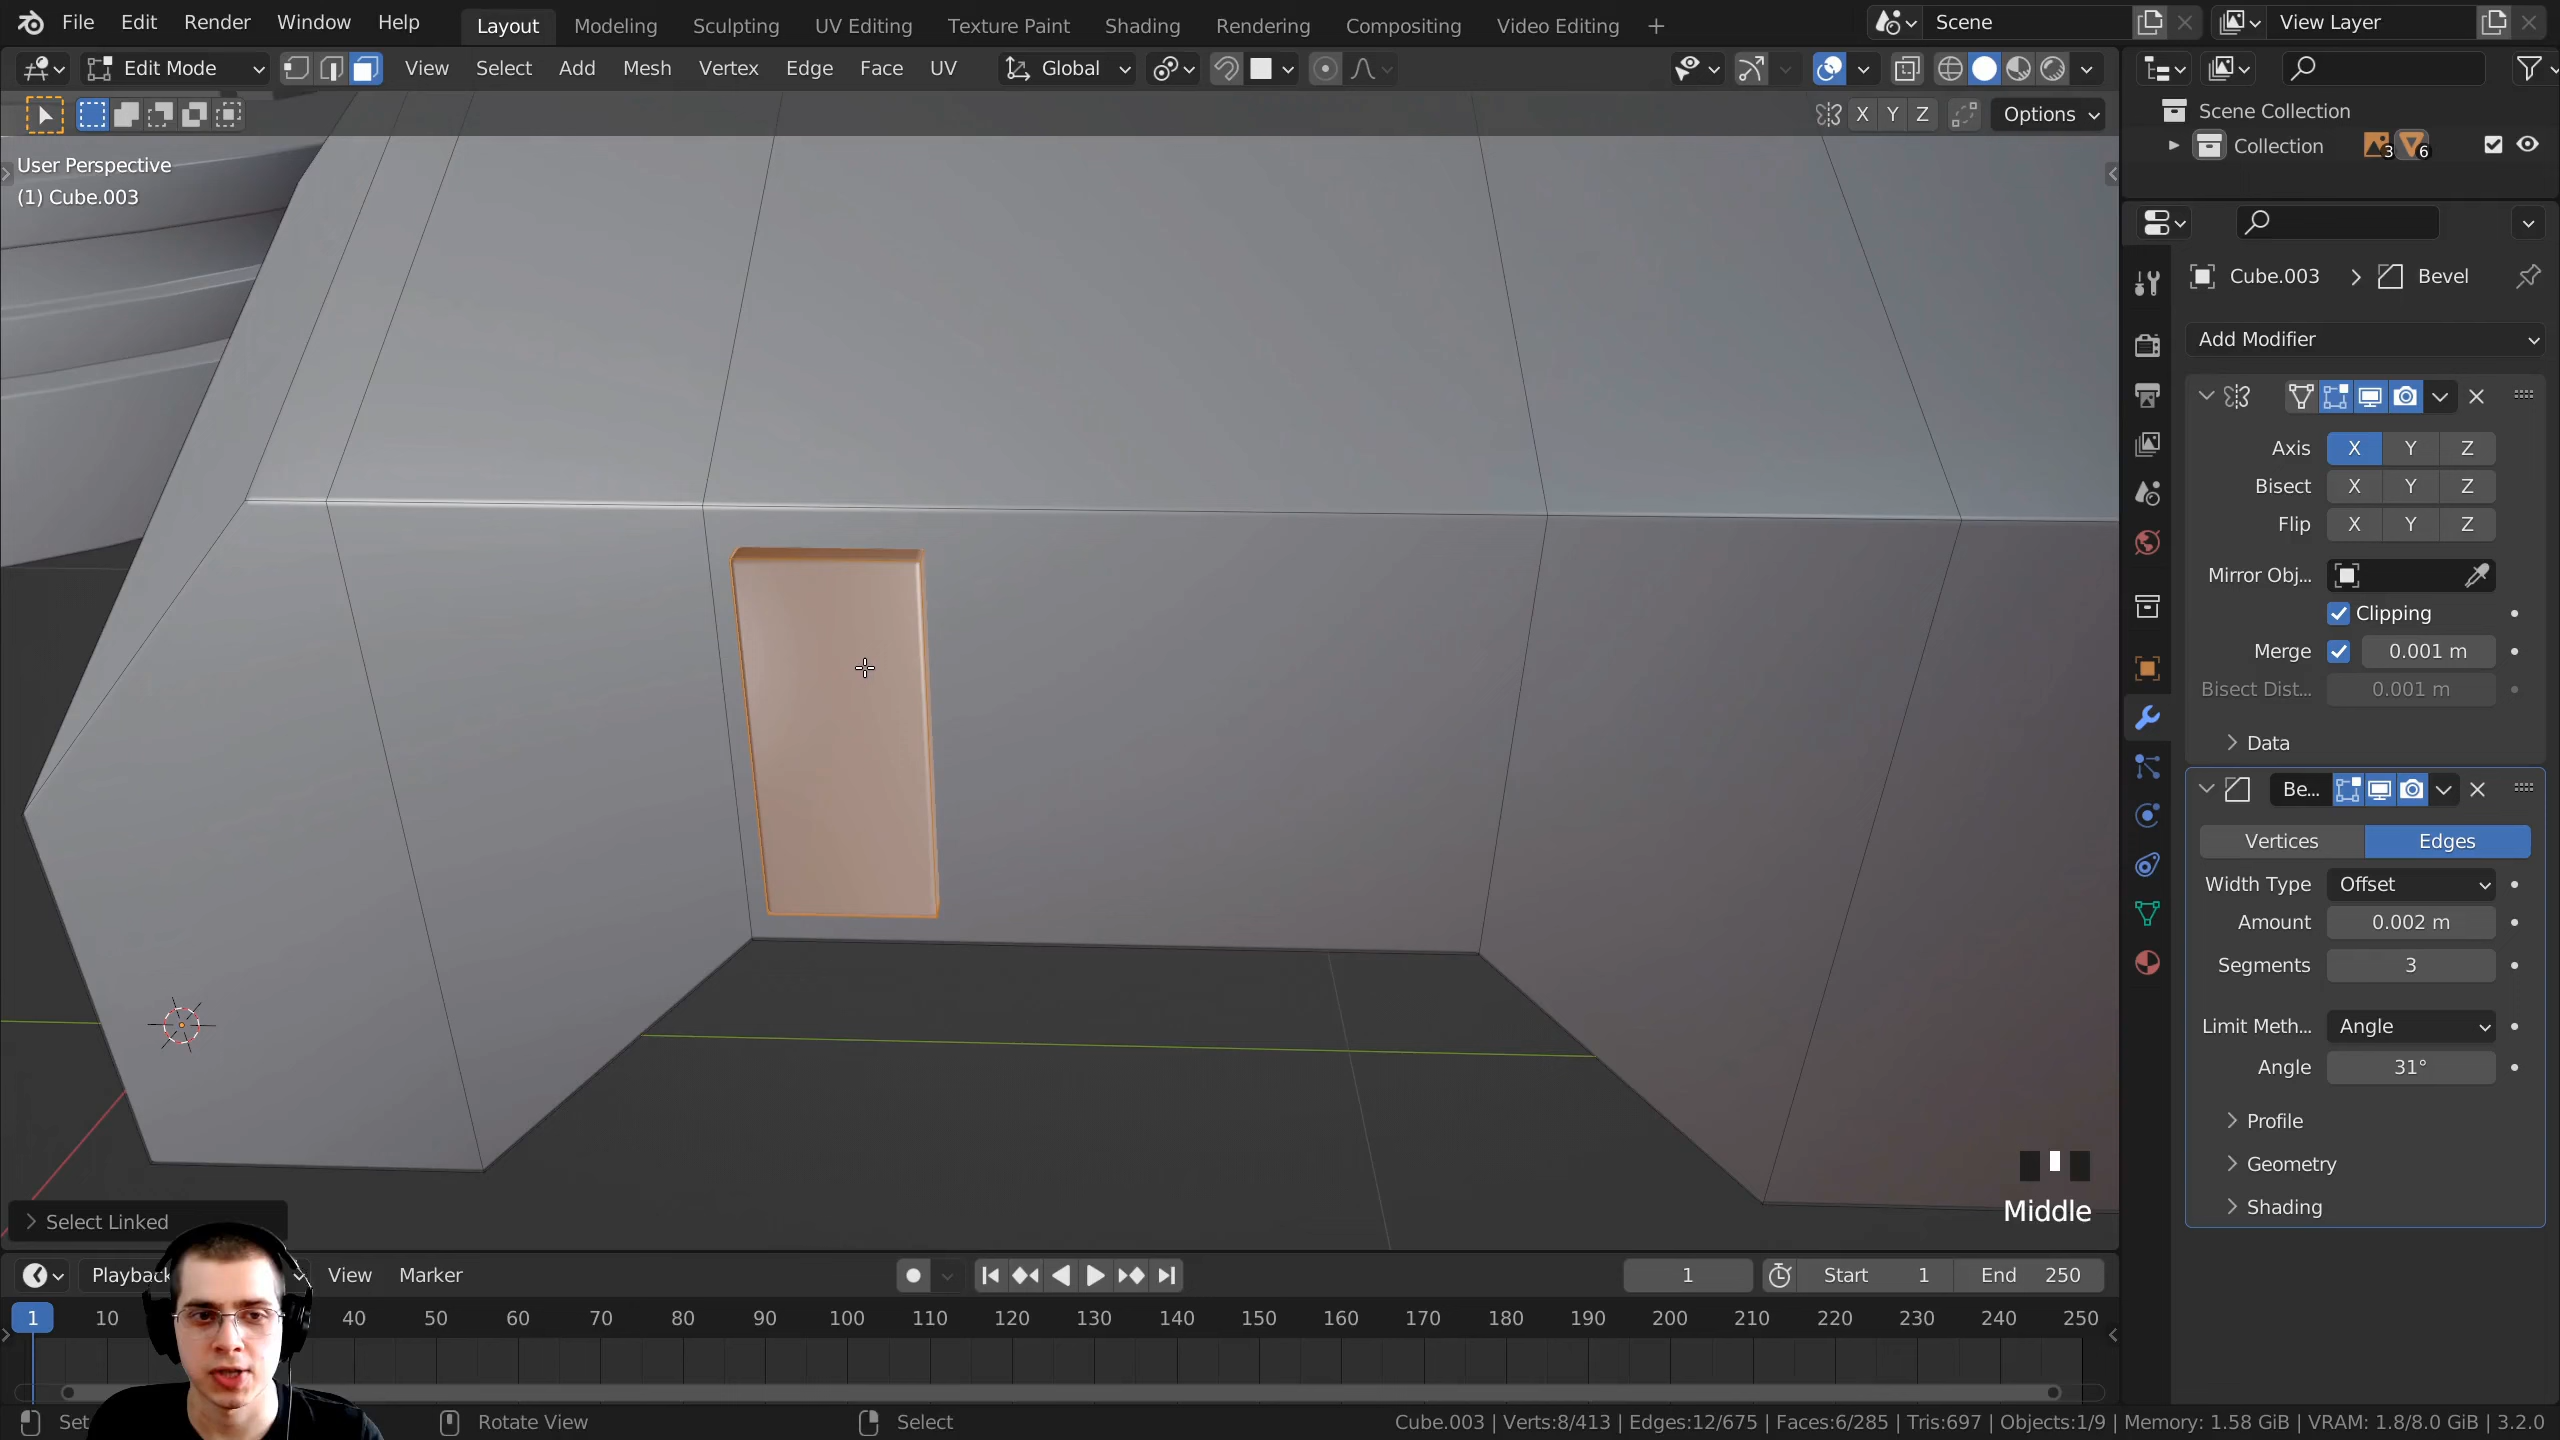 File Edit Render Window Help Layout Modeling Sculpting UV Editing Texture Paint Shading Rendering Compositing Video Editing + Scene View Layer
Edit Mode View Select Add Mesh Vertex Edge Face UV Global
X Y Z Options
User Perspective
(1) Cube.003
Scene Collection
Collection 3 6
Cube.003 > Bevel
Add Modifier
Axis X Y Z
Bisect X Y Z
Flip X Y Z
Mirror Obj...
Clipping
Merge 0.001 m
Bisect Dist... 0.001 m
Data
Be...
Vertices Edges
Width Type Offset
Amount 0.002 m
Segments 3
Limit Meth... Angle
Angle 31°
Profile
Geometry
Shading
Middle
Select Linked
Playback View Marker 1 Start 1 End 250
1 10 40 50 60 70 80 90 100 110 120 130 140 150 160 170 180 190 200 210 220 230 240 250
Set Rotate View Select Cube.003 | Verts:8/413 | Edges:12/675 | Faces:6/285 | Tris:697 | Objects:1/9 | Memory: 1.58 GiB | VRAM: 1.8/8.0 GiB | 3.2.0